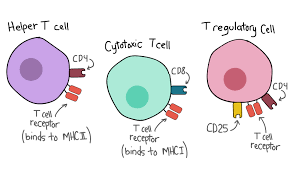 Helper T cell
CD4
T cell
receptor
(binds to MHCII)
Cytotoxic T cell
CD8
T cell
receptor
(binds to MHCI)
T regulatory Cell
CD4
CD25
T cell
receptor